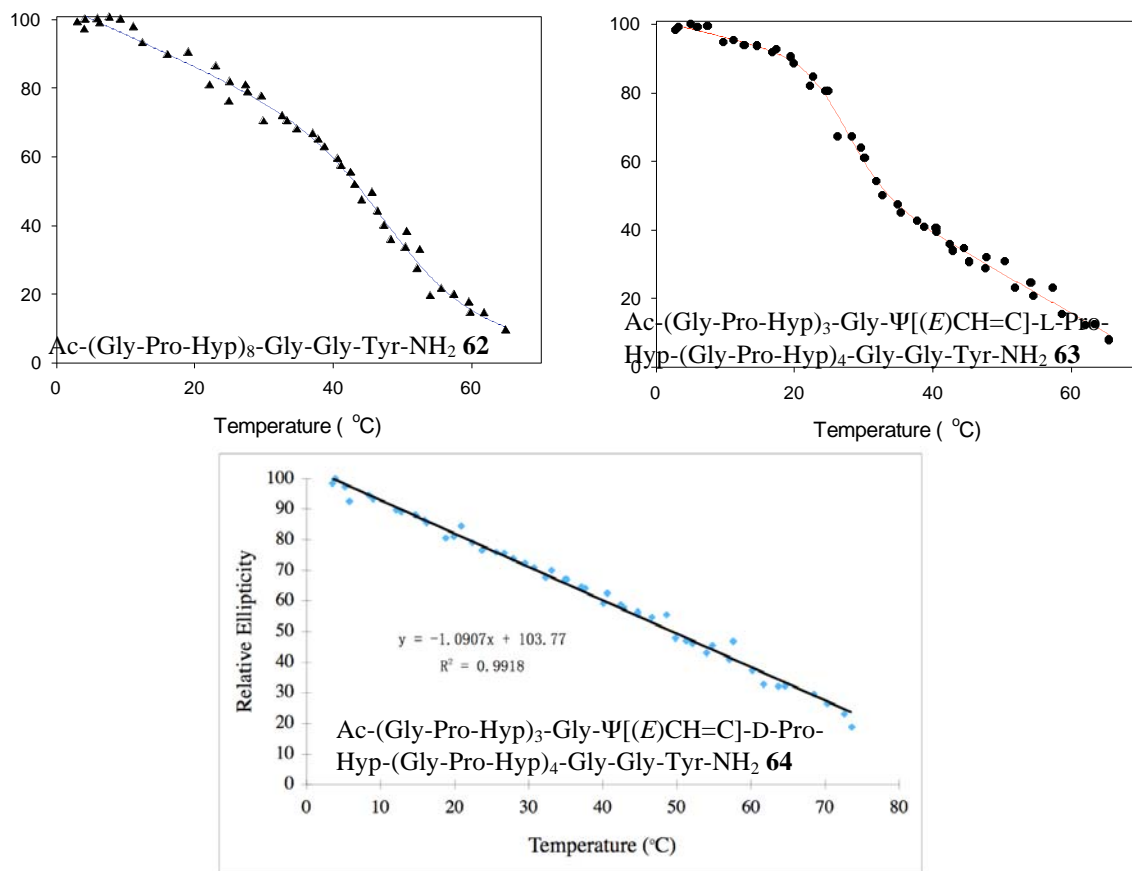 100
80
60
40
20
0
Ac-(Gly-Pro-Hyp)₈-Gly-Gly-Tyr-NH₂ 62
0 20 40 60
Temperature ( °C)
100
80
60
40
20
0
Ac-(Gly-Pro-Hyp)₃-Gly-Ψ[(E)CH=C]-L-Pro-
Hyp-(Gly-Pro-Hyp)₄-Gly-Gly-Tyr-NH₂ 63
0 20 40 60
Temperature ( °C)
Relative Ellipticity
100
90
80
70
60
50
40
30
20
10
0
y = -1.0907x + 103.77
R² = 0.9918
Ac-(Gly-Pro-Hyp)₃-Gly-Ψ[(E)CH=C]-D-Pro-
Hyp-(Gly-Pro-Hyp)₄-Gly-Gly-Tyr-NH₂ 64
0 10 20 30 40 50 60 70 80
Temperature (°C)